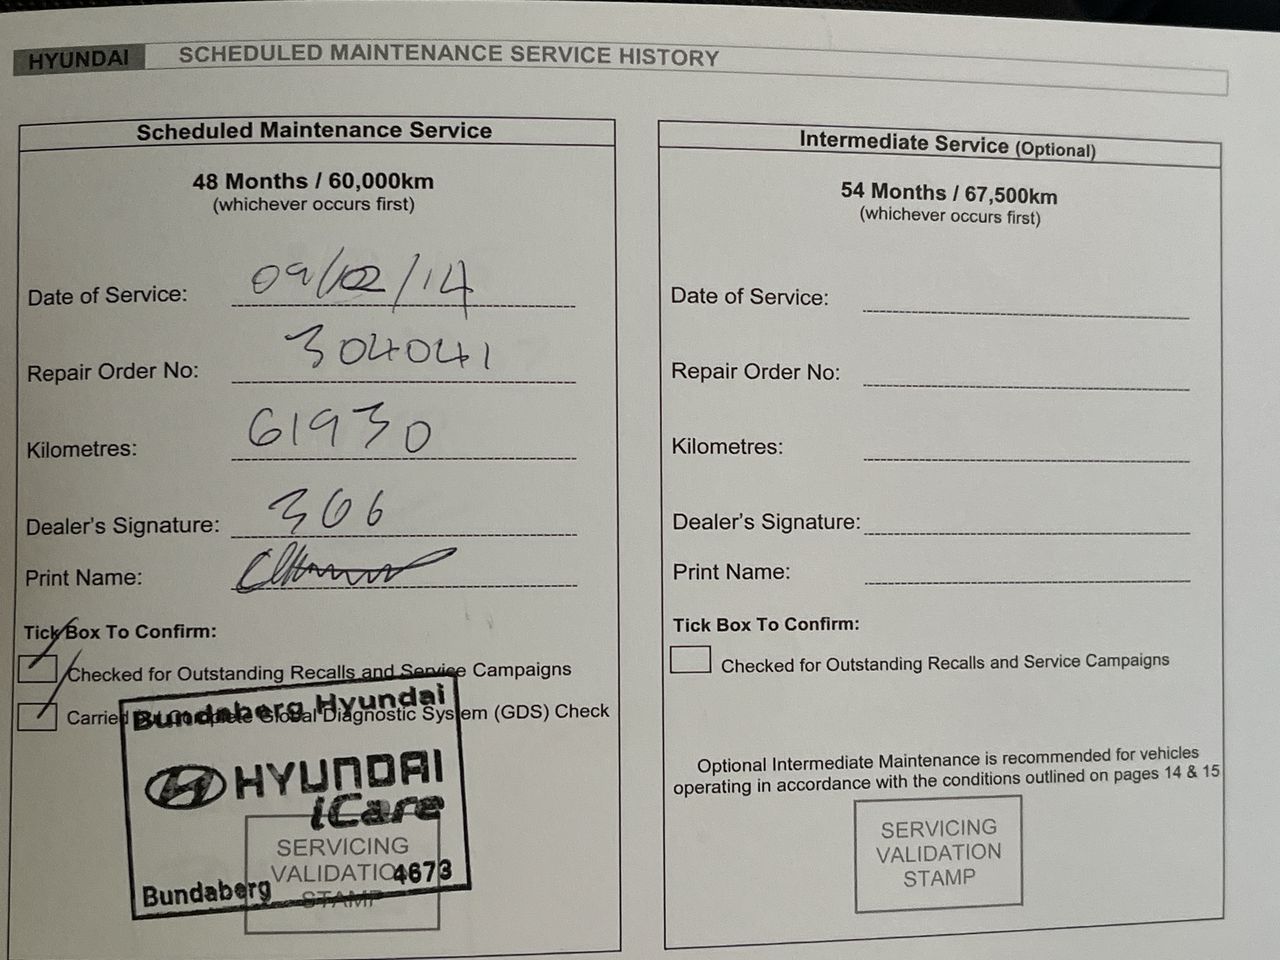 HYUNDAI SCHEDULED MAINTENANCE SERVICE HISTORY
Scheduled Maintenance Service
48 Months / 60,000km
(whichever occurs first)
Date of Service: 09/02/14
Repair Order No: 304041
Kilometres: 61930
Dealer's Signature: 306
Print Name:
Tick Box To Confirm:
Checked for Outstanding Recalls and Service Campaigns
Carried Complete Global Diagnostic System (GDS) Check
Bundaberg Hyundai
HYUNDAI
iCare
SERVICING
VALIDATION
STAMP
4673
Bundaberg
Intermediate Service (Optional)
54 Months / 67,500km
(whichever occurs first)
Date of Service:
Repair Order No:
Kilometres:
Dealer's Signature:
Print Name:
Tick Box To Confirm:
Checked for Outstanding Recalls and Service Campaigns
Optional Intermediate Maintenance is recommended for vehicles
operating in accordance with the conditions outlined on pages 14 & 15
SERVICING
VALIDATION
STAMP